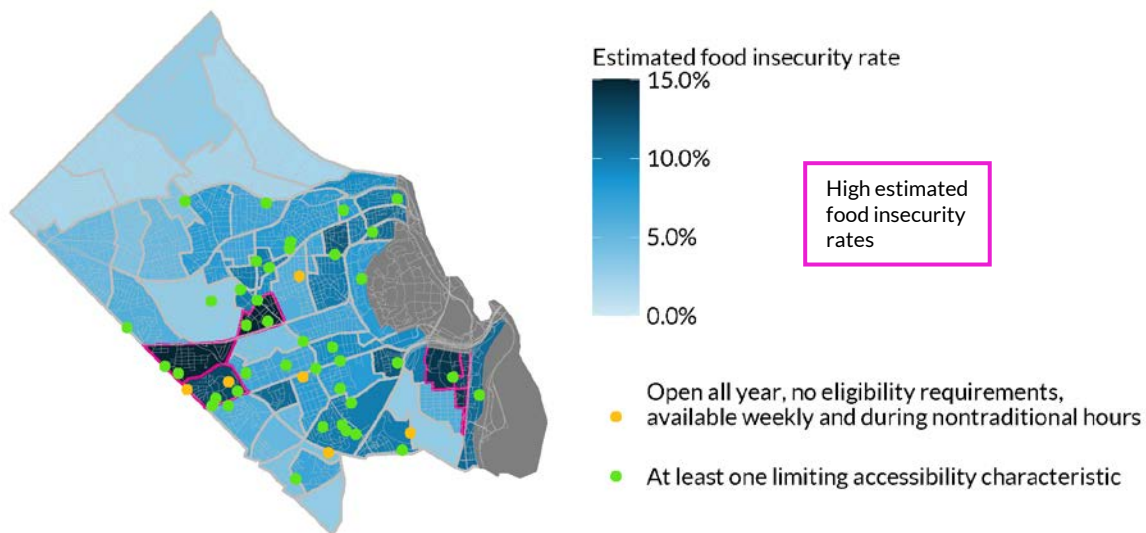 Estimated food insecurity rate
15.0%
10.0%
5.0%
0.0%
High estimated
food insecurity
rates
Open all year, no eligibility requirements,
available weekly and during nontraditional hours
At least one limiting accessibility characteristic